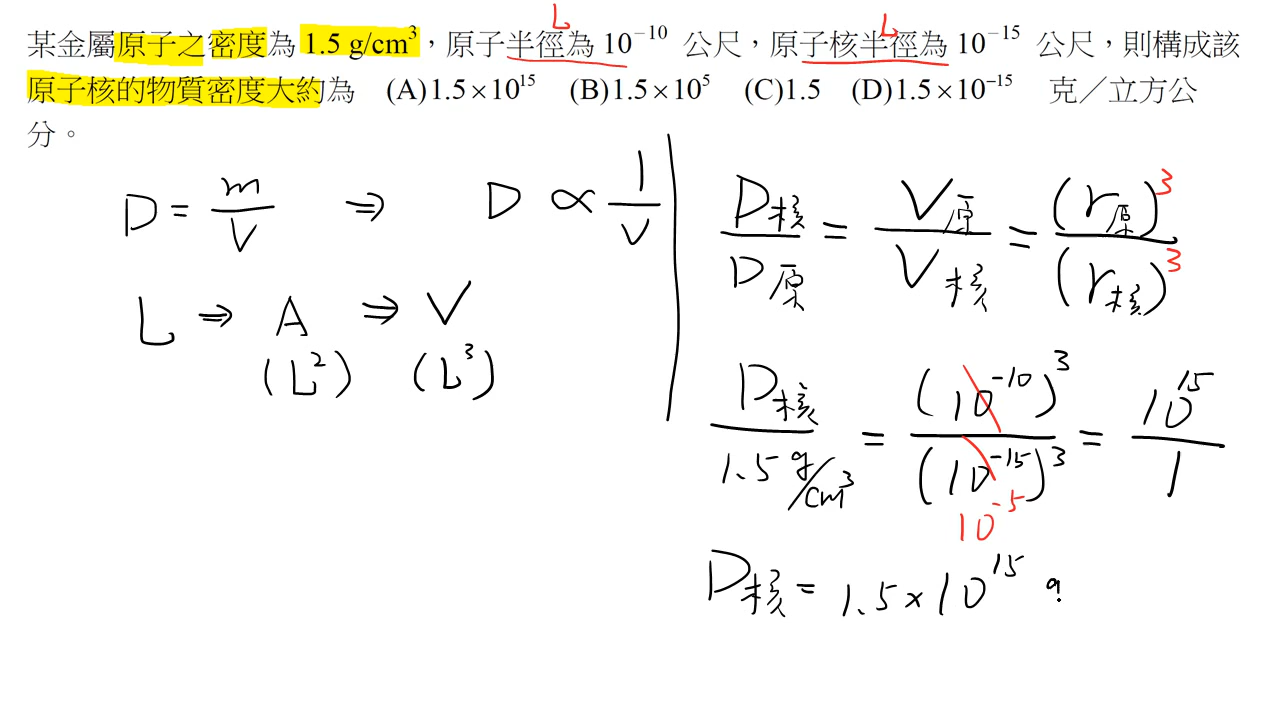 某金屬原子之密度為 1.5 g/cm³，原子半徑為 10⁻¹⁰ 公尺，原子核半徑為 10⁻¹⁵ 公尺，則構成該
L L
原子核的物質密度大約為 (A)1.5×10¹⁵ (B)1.5×10⁵ (C)1.5 (D)1.5×10⁻¹⁵ 克／立方公
分。
D = m/V ⇒ D ∝ 1/V
L ⇒ A ⇒ V
(L²) (L³)
D核/D原 = V原/V核 = (r原)³/(r核)³
D核/1.5 g/cm³ = (10⁻¹⁰)³/(10⁻¹⁵)³ = 10¹⁵/1
10⁻⁵
D核 = 1.5×10¹⁵ g